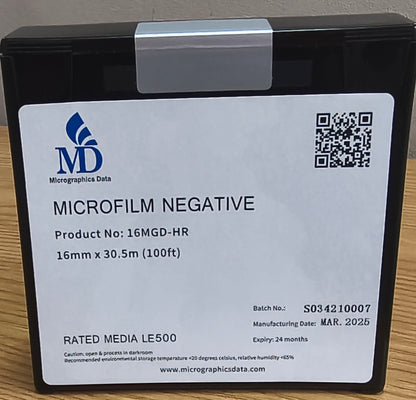 MD
Micrographics Data
MICROFILM NEGATIVE
Product No: 16MGD-HR
16mm x 30.5m (100ft)
Batch No.: S034210007
Manufacturing Date: MAR. 2025
Expiry: 24 months
RATED MEDIA LE500
Caution, open & process in darkroom
Recommended environmental storage temperature <20 degrees celsius, relative humidity <65%
www.micrographicsdata.com